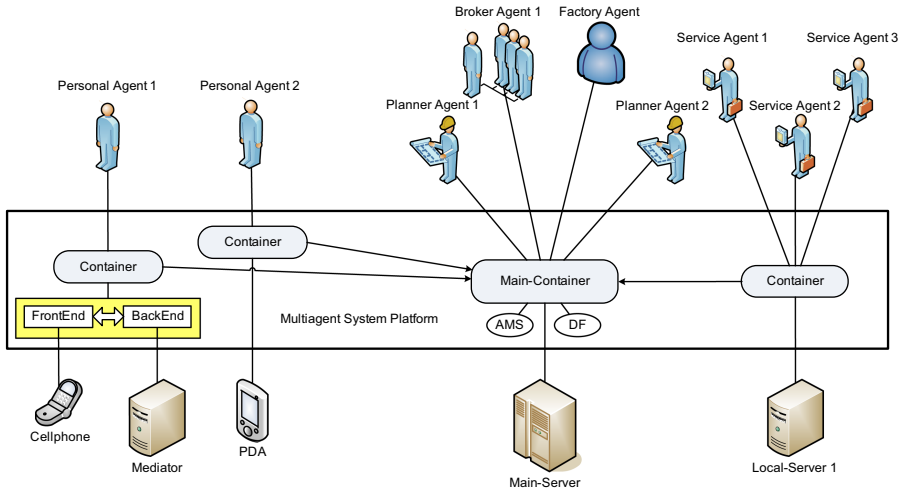 Broker Agent 1
Factory Agent
Service Agent 1
Service Agent 3
Personal Agent 1
Personal Agent 2
Planner Agent 1
Planner Agent 2
Service Agent 2
Container
Container
Main-Container
Container
FrontEnd
BackEnd
Multiagent System Platform
AMS
DF
Cellphone
Mediator
PDA
Main-Server
Local-Server 1